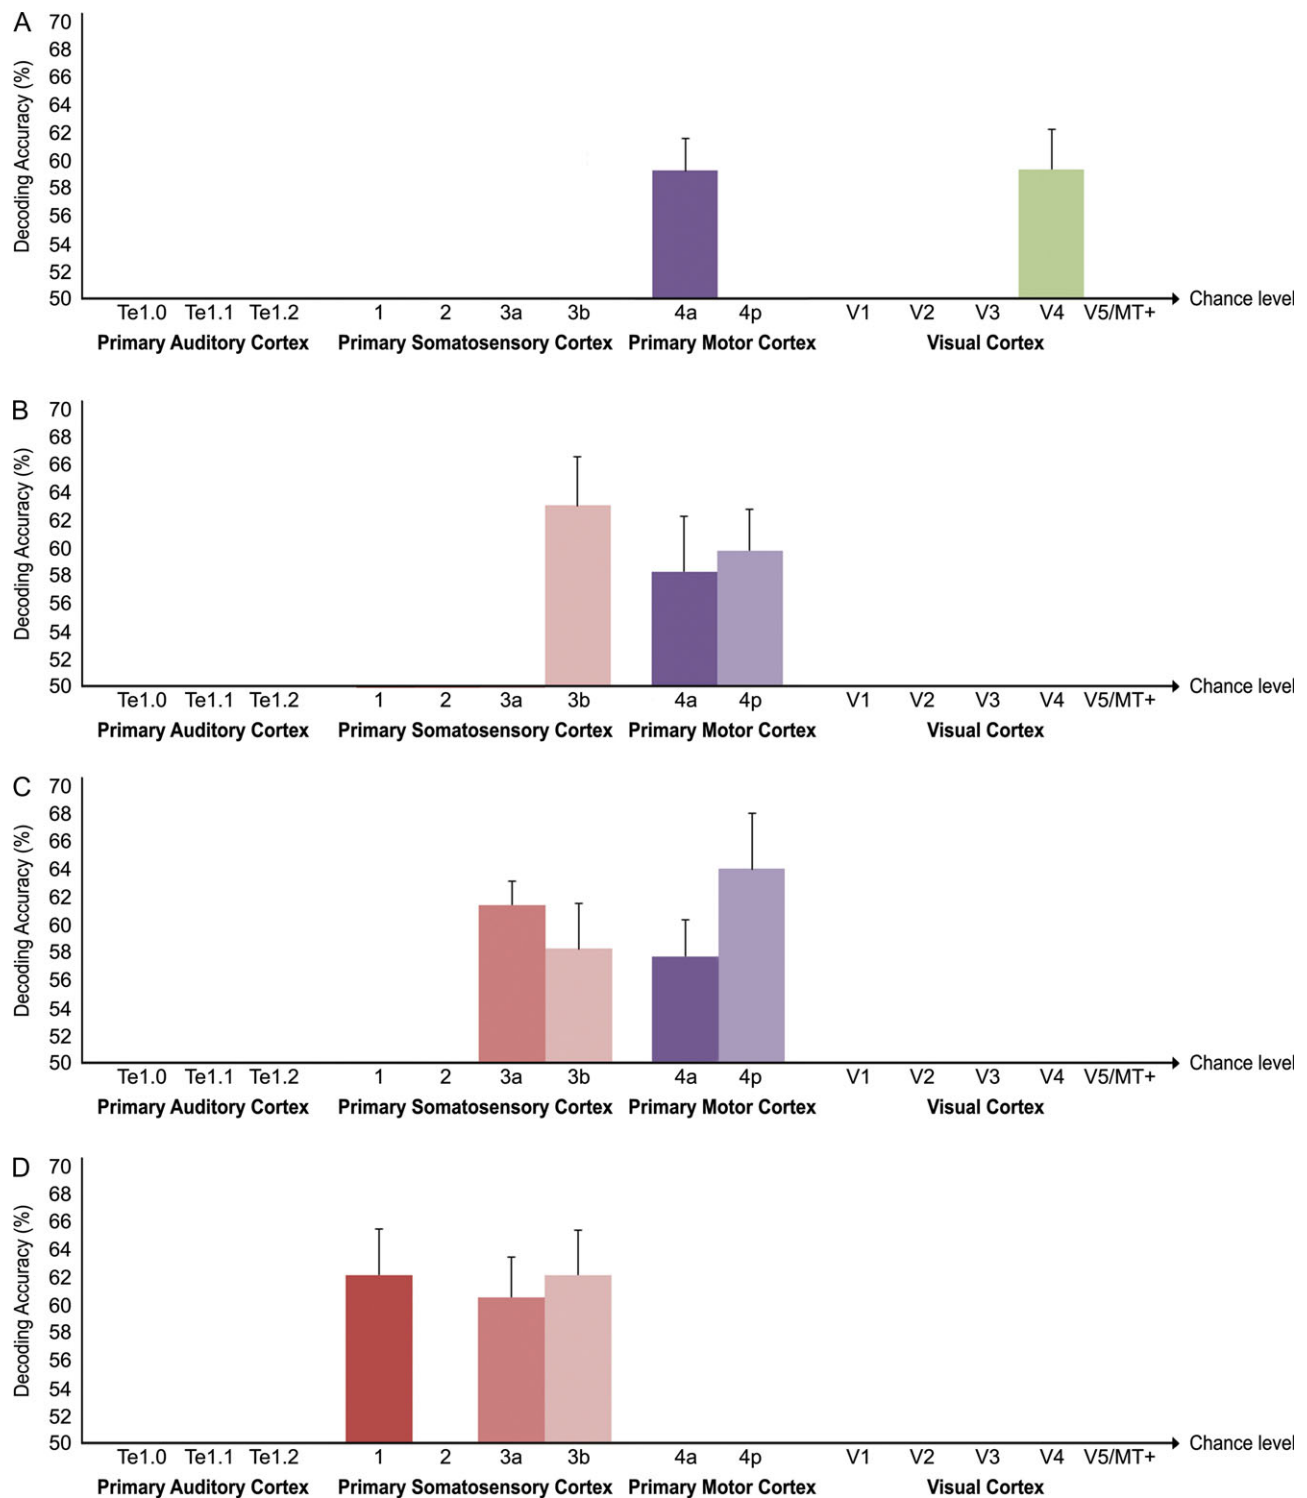 A
Decoding Accuracy (%)
70
68
66
64
62
60
58
56
54
52
50
Chance level
Te1.0 Te1.1 Te1.2 1 2 3a 3b 4a 4p V1 V2 V3 V4 V5/MT+
Primary Auditory Cortex Primary Somatosensory Cortex Primary Motor Cortex Visual Cortex
B
Decoding Accuracy (%)
70
68
66
64
62
60
58
56
54
52
50
Chance level
Te1.0 Te1.1 Te1.2 1 2 3a 3b 4a 4p V1 V2 V3 V4 V5/MT+
Primary Auditory Cortex Primary Somatosensory Cortex Primary Motor Cortex Visual Cortex
C
Decoding Accuracy (%)
70
68
66
64
62
60
58
56
54
52
50
Chance level
Te1.0 Te1.1 Te1.2 1 2 3a 3b 4a 4p V1 V2 V3 V4 V5/MT+
Primary Auditory Cortex Primary Somatosensory Cortex Primary Motor Cortex Visual Cortex
D
Decoding Accuracy (%)
70
68
66
64
62
60
58
56
54
52
50
Chance level
Te1.0 Te1.1 Te1.2 1 2 3a 3b 4a 4p V1 V2 V3 V4 V5/MT+
Primary Auditory Cortex Primary Somatosensory Cortex Primary Motor Cortex Visual Cortex